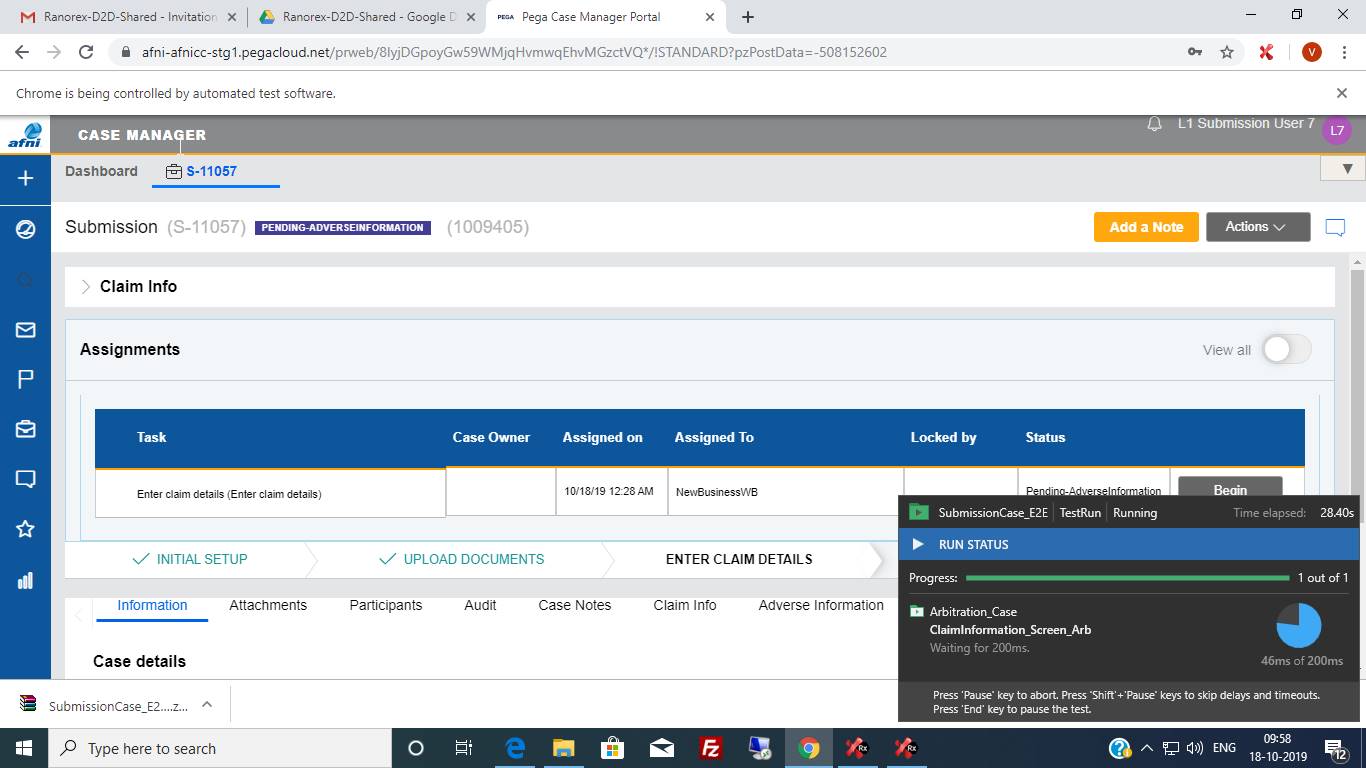 Ranorex-D2D-Shared - Invitation
Ranorex-D2D-Shared - Google D
PEGA Pega Case Manager Portal
afni-afnicc-stg1.pegacloud.net/prweb/8IyjDGpoyGw59WMjqHvmwqEhvMGzctVQ*/!STANDARD?pzPostData=-508152602
V
Chrome is being controlled by automated test software.
afni
CASE MANAGER
L1 Submission User 7
L7
Dashboard
S-11057
Submission (S-11057) PENDING-ADVERSEINFORMATION (1009405)
Add a Note
Actions
Claim Info
Assignments
View all
Task Case Owner Assigned on Assigned To Locked by Status
Enter claim details (Enter claim details) 10/18/19 12:28 AM NewBusinessWB Pending-AdverseInformation Begin
INITIAL SETUP
UPLOAD DOCUMENTS
ENTER CLAIM DETAILS
Information Attachments Participants Audit Case Notes Claim Info Adverse Information
Case details
SubmissionCase_E2E TestRun Running Time elapsed: 28.40s
RUN STATUS
Progress: 1 out of 1
Arbitration_Case
ClaimInformation_Screen_Arb
Waiting for 200ms.
46ms of 200ms
Press 'Pause' key to abort. Press 'Shift'+'Pause' keys to skip delays and timeouts.
Press 'End' key to pause the test.
SubmissionCase_E2....z...
Type here to search
Fz
Rx
Rx
ENG
09:58
18-10-2019
12